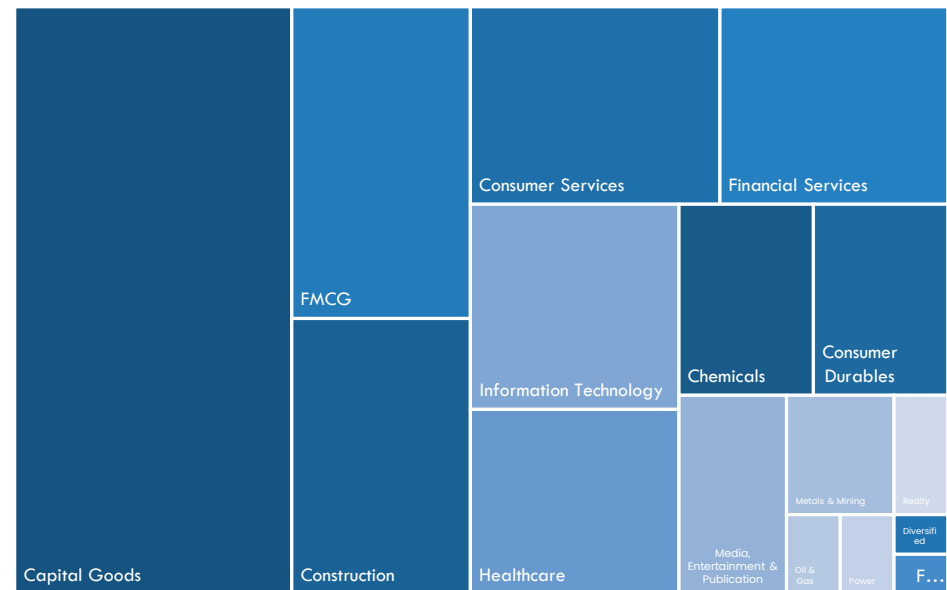 Capital Goods
FMCG
Construction
Consumer Services
Financial Services
Information Technology
Healthcare
Chemicals
Consumer
Durables
Media,
Entertainment &
Publication
Metals & Mining
Realty
Oil &
Gas
Power
Diversifi
ed
F...